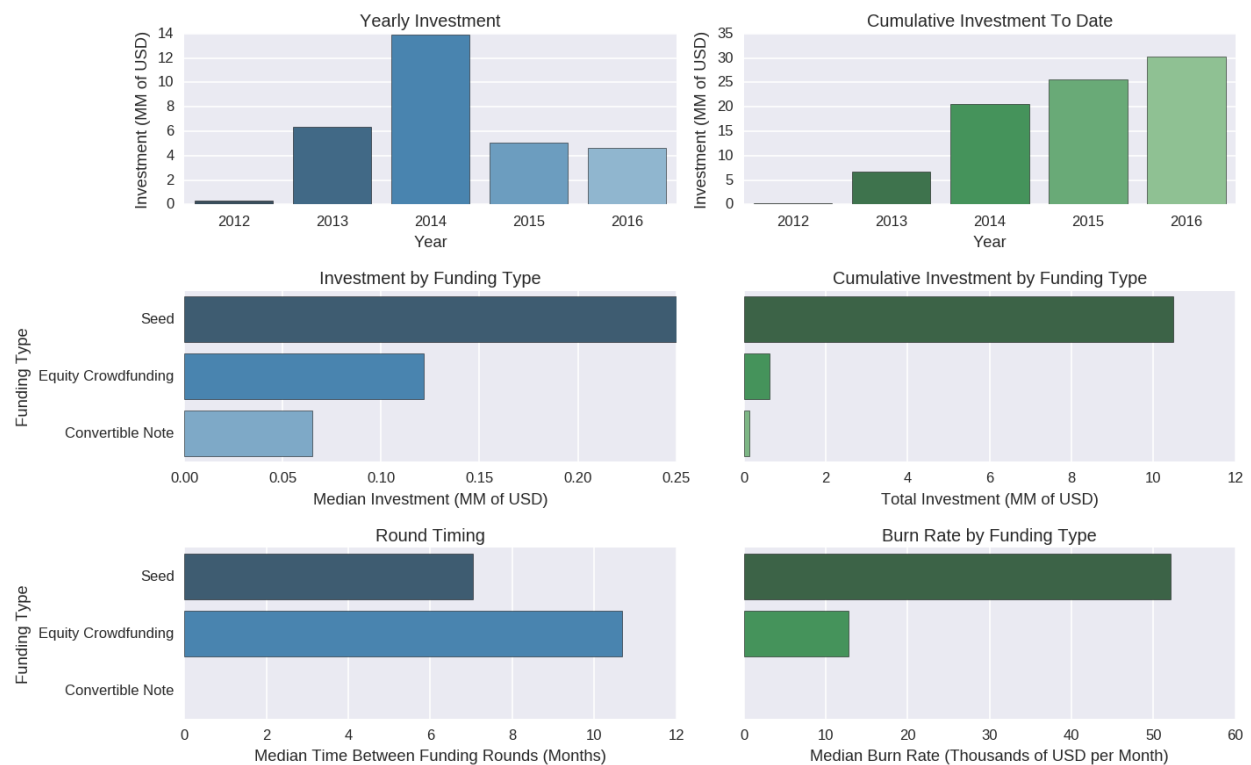 Yearly Investment
Investment (MM of USD)
14
12
10
8
6
4
2
0
2012 2013 2014 2015 2016
Year
Cumulative Investment To Date
Investment (MM of USD)
35
30
25
20
15
10
5
0
2012 2013 2014 2015 2016
Year
Investment by Funding Type
Funding Type
Seed
Equity Crowdfunding
Convertible Note
0.00 0.05 0.10 0.15 0.20 0.25
Median Investment (MM of USD)
Cumulative Investment by Funding Type
0 2 4 6 8 10 12
Total Investment (MM of USD)
Round Timing
Funding Type
Seed
Equity Crowdfunding
Convertible Note
0 2 4 6 8 10 12
Median Time Between Funding Rounds (Months)
Burn Rate by Funding Type
0 10 20 30 40 50 60
Median Burn Rate (Thousands of USD per Month)